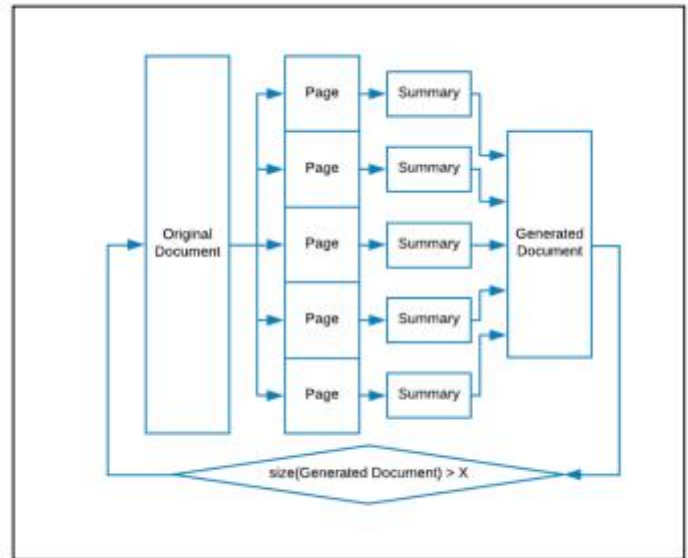 Page
Summary
Page
Summary
Original
Document
Page
Summary
Generated
Document
Page
Summary
Page
Summary
size(Generated Document) > X